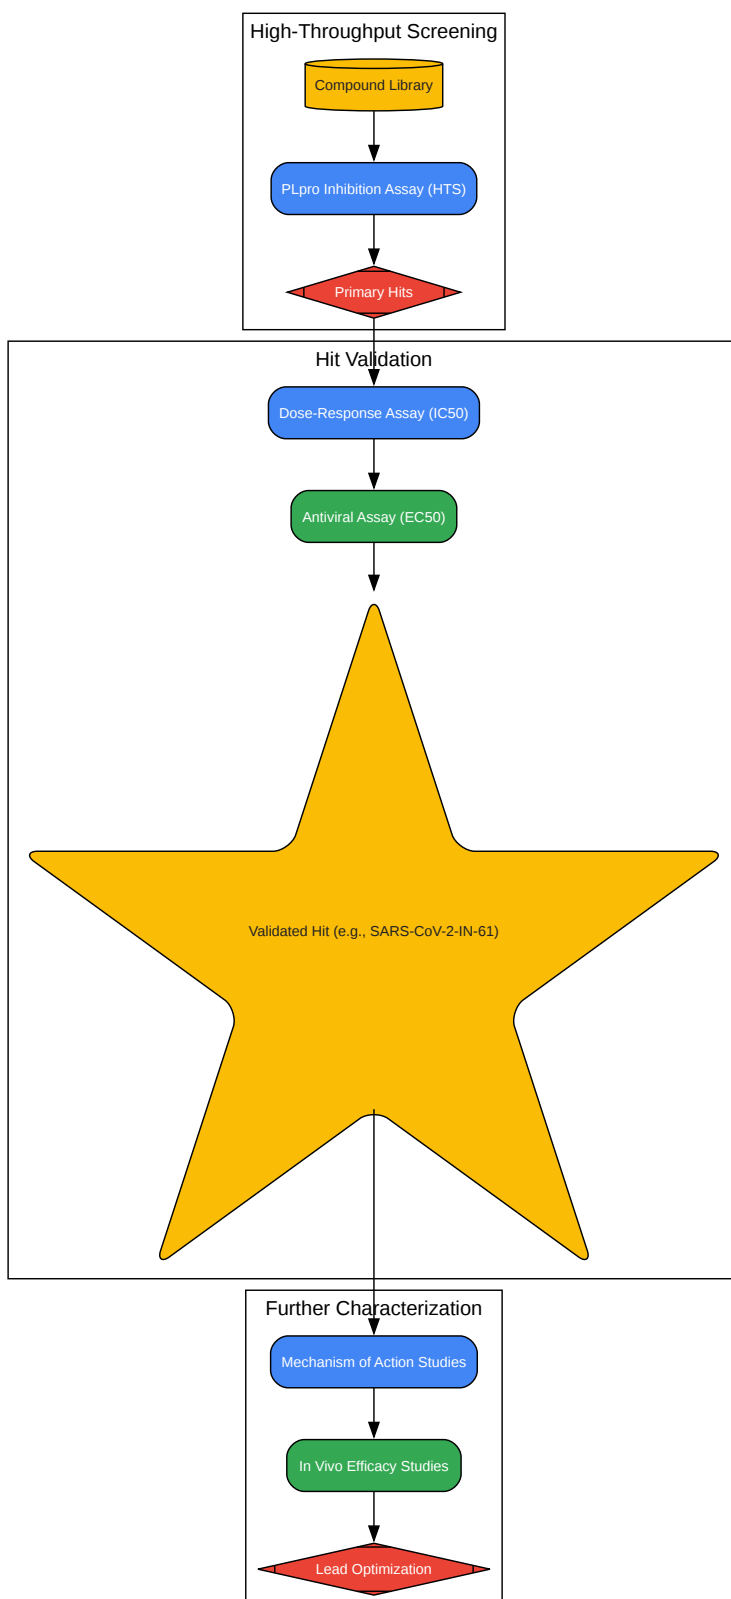 High-Throughput Screening
Compound Library
PLpro Inhibition Assay (HTS)
Primary Hits
Hit Validation
Dose-Response Assay (IC50)
Antiviral Assay (EC50)
Validated Hit (e.g., SARS-CoV-2-IN-61)
Further Characterization
Mechanism of Action Studies
In Vivo Efficacy Studies
Lead Optimization